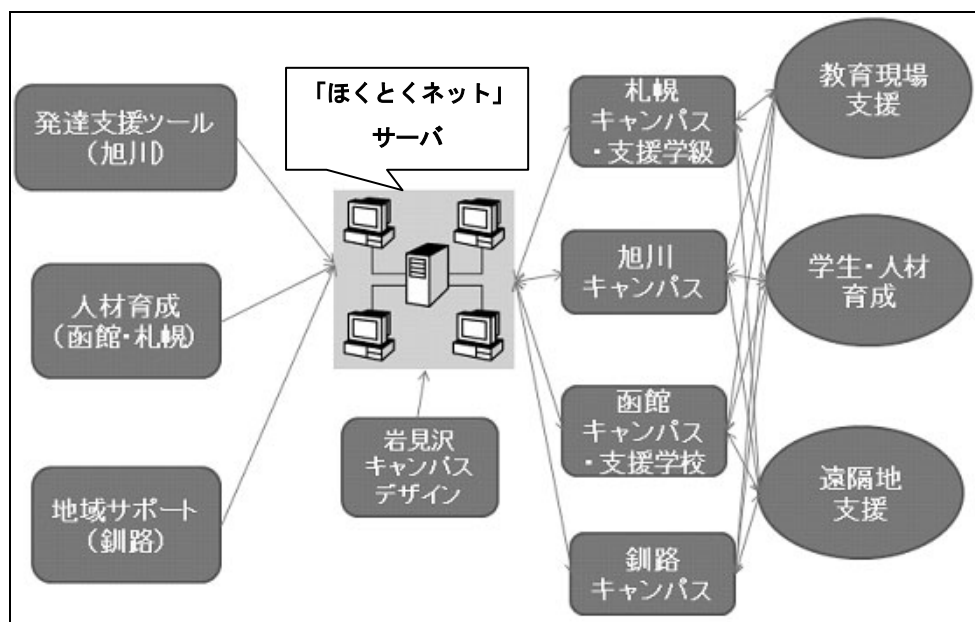 「ほくとくネット」
サーバ
発達支援ツール
(旭川)
人材育成
(函館・札幌)
地域サポート
(釧路)
岩見沢
キャンパス
デザイン
札幌
キャンパス
・支援学級
旭川
キャンパス
函館
キャンパス
・支援学校
釧路
キャンパス
教育現場
支援
学生・人材
育成
遠隔地
支援